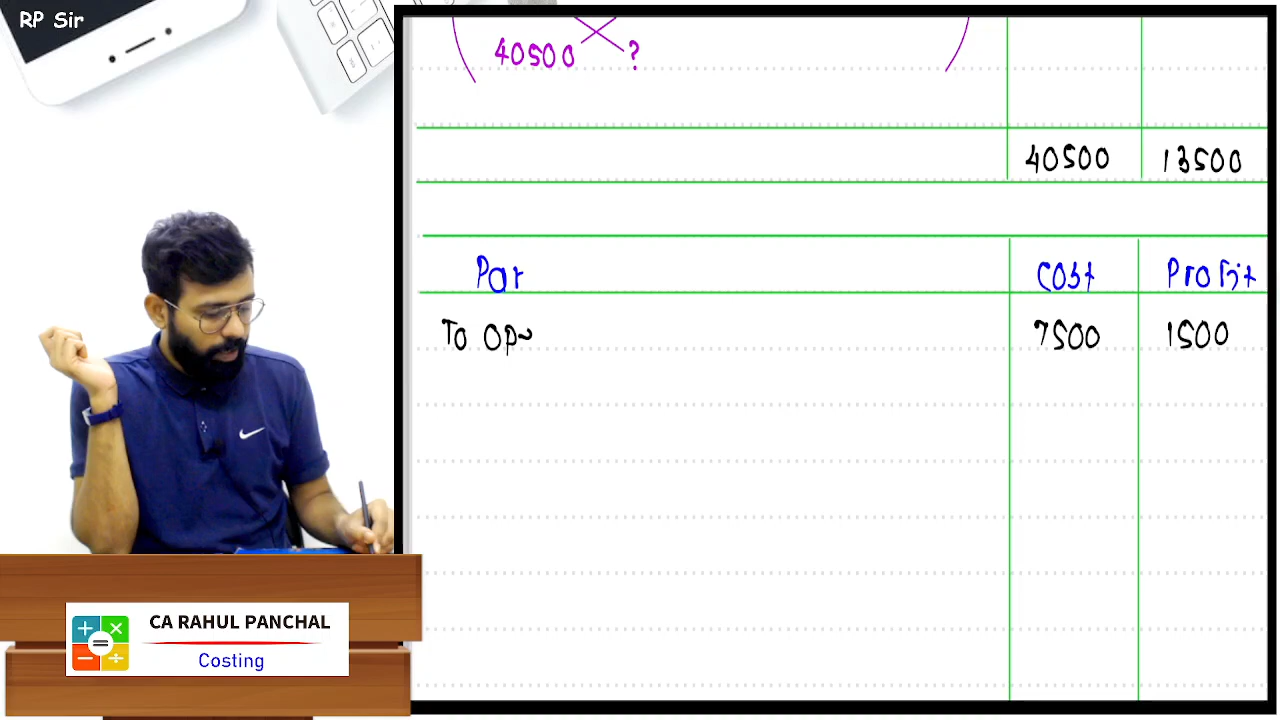 RP Sir
40500 ?
40500 13500
Par Cost Profit
To OP~ 7500 1500
CA RAHUL PANCHAL
Costing